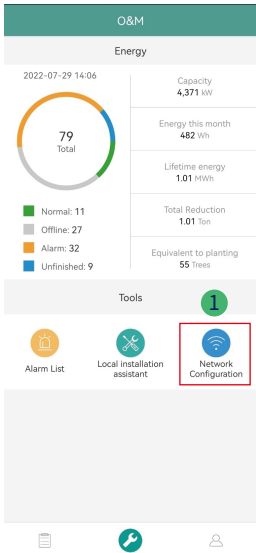 O&M
Energy
2022-07-29 14:06
79
Total
Normal: 11
Offline: 27
Alarm: 32
Unfinished: 9
Capacity
4,371 kW
Energy this month
482 Wh
Lifetime energy
1.01 MWh
Total Reduction
1.01 Ton
Equivalent to planting
55 Trees
Tools
1
Alarm List
Local installation
assistant
Network
Configuration